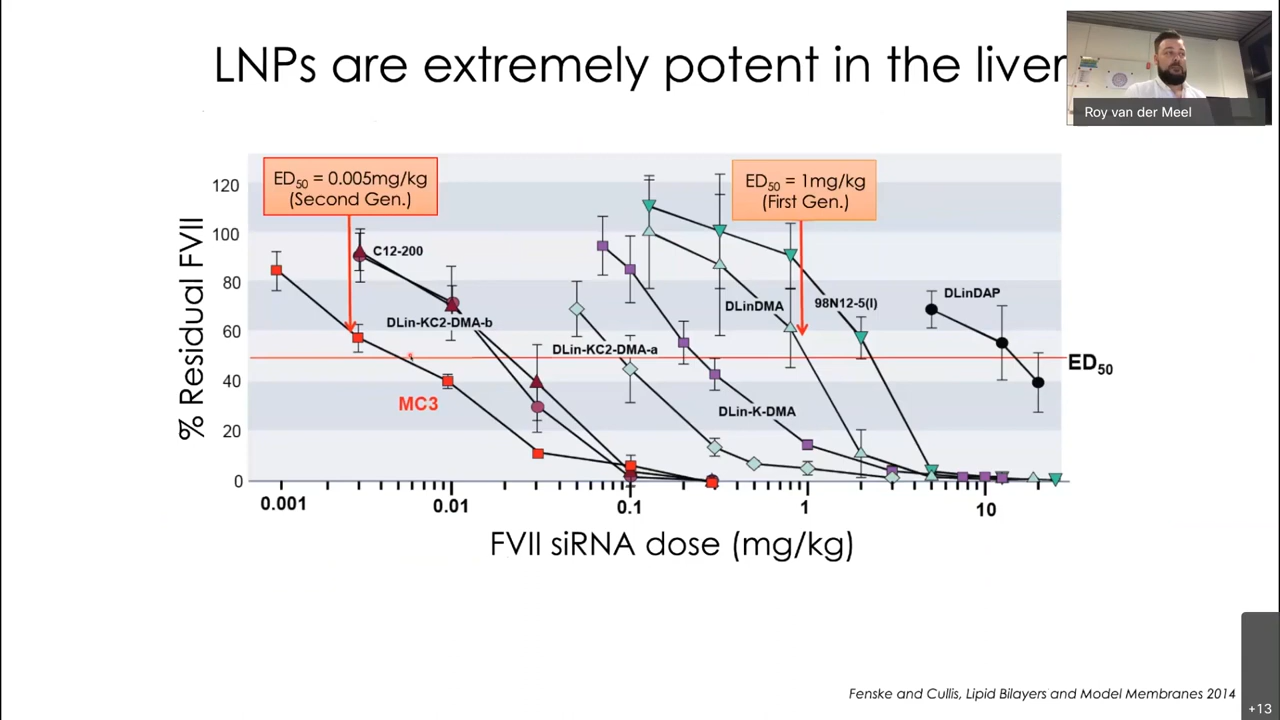 LNPs are extremely potent in the liver
Roy van der Meel
ED50 = 0.005mg/kg
(Second Gen.)
ED50 = 1mg/kg
(First Gen.)
% Residual FVII
120
100
80
60
40
20
0
C12-200
DLin-KC2-DMA-b
MC3
DLin-KC2-DMA-a
DLin-K-DMA
DLinDMA
98N12-5(I)
DLinDAP
ED50
0.001
0.01
0.1
1
10
FVII siRNA dose (mg/kg)
Fenske and Cullis, Lipid Bilayers and Model Membranes 2014
+13